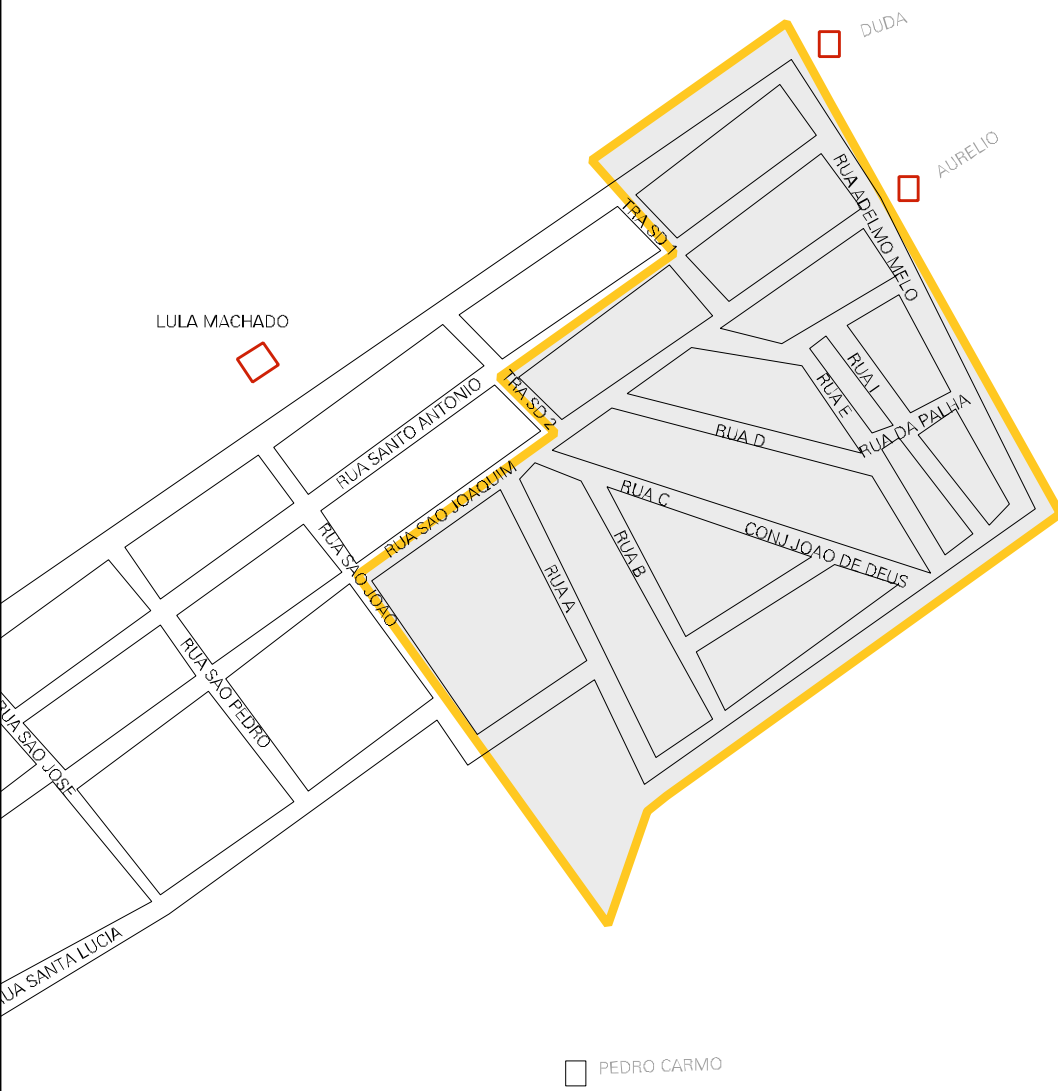 DUDA
AURELIO
RUA ADELMO MELO
TRA SD 1
LULA MACHADO
RUA SANTO ANTONIO
TRA SD 2
RUA I
RUA E
RUA DA PALHA
RUA D
RUA SAO JOAQUIM
RUA C
CONJ JOAO DE DEUS
RUA B
RUA A
RUA SAO JOAO
RUA SAO PEDRO
RUA SAO JOSE
RUA SANTA LUCIA
PEDRO CARMO